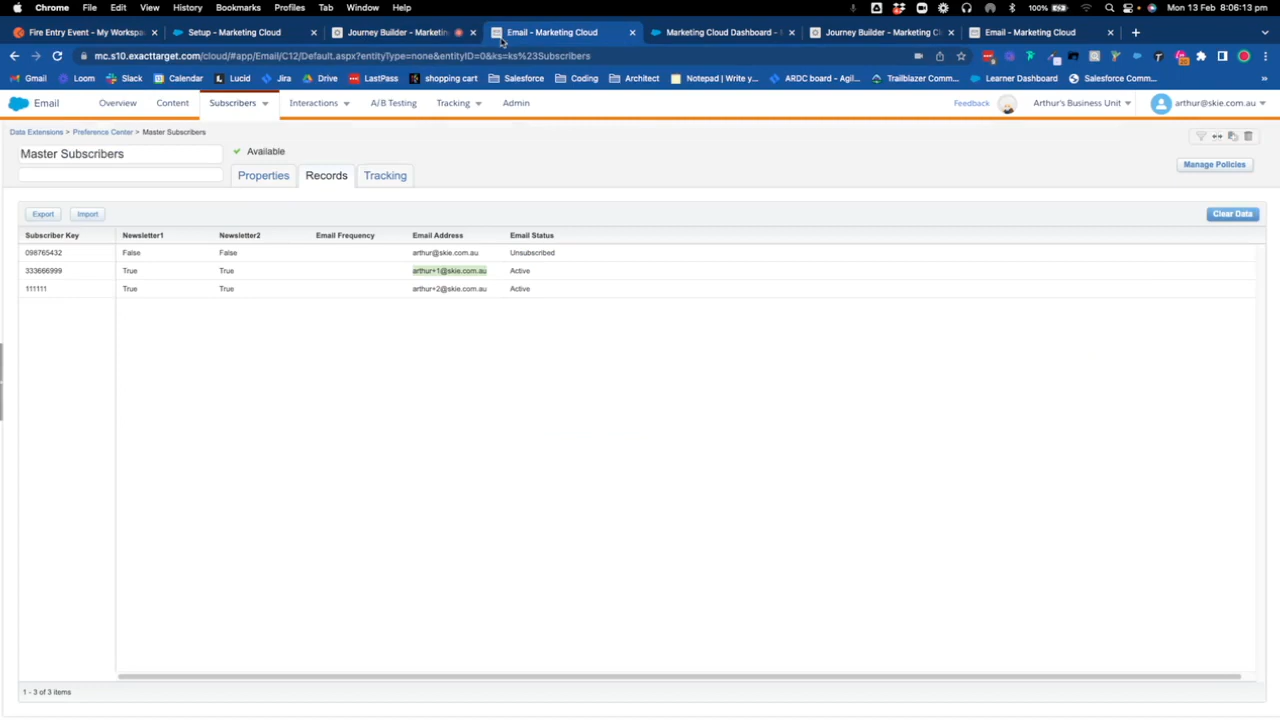 Chrome File Edit View History Bookmarks Profiles Tab Window Help 100% Mon 13 Feb 8:06:13 pm
Fire Entry Event - My Workspa Setup - Marketing Cloud Journey Builder - Marketin Email - Marketing Cloud Marketing Cloud Dashboard - Journey Builder - Marketing Cl Email - Marketing Cloud
mc.s10.exacttarget.com/cloud/#app/Email/C12/Default.aspx?entityType=none&entityID=0&ks=ks%23Subscribers
Gmail Loom Slack Calendar Lucid Jira Drive LastPass shopping cart Salesforce Coding Architect Notepad | Write y... ARDC board - Agil... Trailblazer Comm... Learner Dashboard Salesforce Comm... »
Email Overview Content Subscribers Interactions A/B Testing Tracking Admin Feedback Arthur's Business Unit arthur@skie.com.au
Data Extensions > Preference Center > Master Subscribers
Master Subscribers Available
Manage Policies
Properties Records Tracking
Export Import Clear Data
Subscriber Key Newsletter1 Newsletter2 Email Frequency Email Address Email Status
098765432 False False arthur@skie.com.au Unsubscribed
333666999 True True arthur+1@skie.com.au Active
111111 True True arthur+2@skie.com.au Active
1 - 3 of 3 items